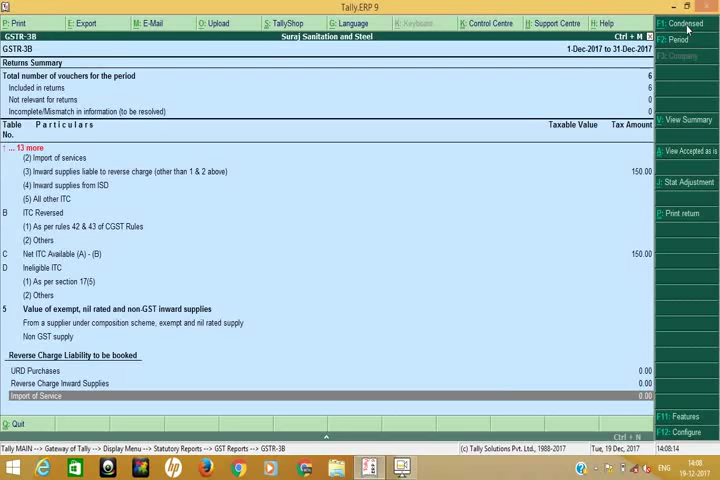 Tally.ERP 9
P: Print E: Export M: E-Mail O: Upload S: TallyShop G: Language K: Keyboard K: Control Centre H: Support Centre H: Help
F1: Condensed
GSTR-3B Suraj Sanitation and Steel Ctrl + M
F2: Period
GSTR-3B 1-Dec-2017 to 31-Dec-2017
F3: Company
Returns Summary
Total number of vouchers for the period 6
Included in returns 6
Not relevant for returns 0
Incomplete/Mismatch in information (to be resolved) 0
V: View Summary
Table Particulars Taxable Value Tax Amount
No.
↑ ... 13 more
A: View Accepted as is
(2) Import of services
(3) Inward supplies liable to reverse charge (other than 1 & 2 above) 150.00
(4) Inward supplies from ISD
J: Stat Adjustment
(5) All other ITC
B ITC Reversed
P: Print return
(1) As per rules 42 & 43 of CGST Rules
(2) Others
C Net ITC Available (A) - (B) 150.00
D Ineligible ITC
(1) As per section 17(5)
(2) Others
5 Value of exempt, nil rated and non-GST inward supplies
From a supplier under composition scheme, exempt and nil rated supply
Non GST supply
Reverse Charge Liability to be booked
URD Purchases 0.00
Reverse Charge Inward Supplies 0.00
Import of Service 0.00
F11: Features
Q: Quit
F12: Configure
Ctrl + N
Tally MAIN --> Gateway of Tally --> Display Menu --> Statutory Reports --> GST Reports --> GSTR-3B (c) Tally Solutions Pvt. Ltd., 1988-2017 Tue, 19 Dec, 2017 14:08:14
ENG 14:08
19-12-2017